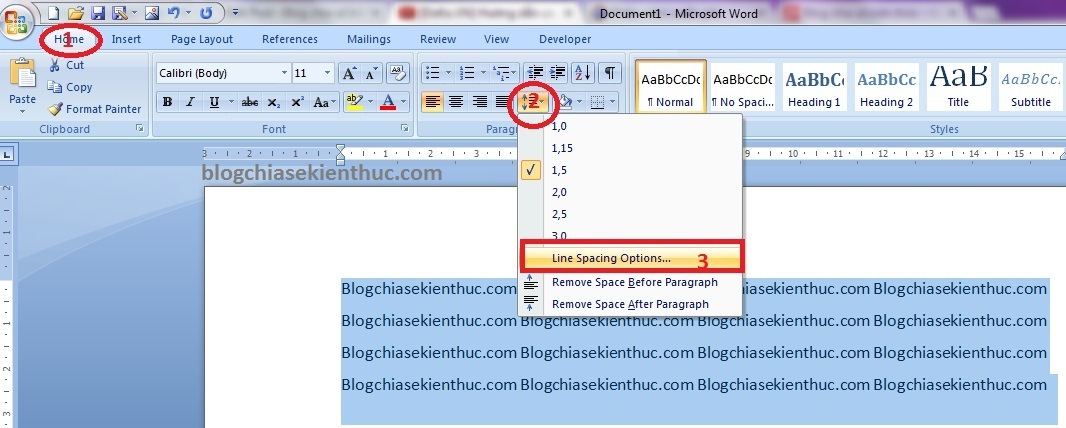 Document1 - Microsoft Word
1
Home Insert Page Layout References Mailings Review View Developer
Paste
Cut
Copy
Format Painter
Clipboard
Calibri (Body) 11
Font
2
AaBbCcDc AaBbCcDc AaBbCc AaBbCc AaB AaBbCc.
¶ Normal ¶ No Spaci... Heading 1 Heading 2 Title Subtitle
Styles
1,0
1,15
1,5
2,0
2,5
3,0
Line Spacing Options... 3
Remove Space Before Paragraph
Remove Space After Paragraph
blogchiasekienthuc.com
Blogchiasekienthuc.com Blogchiasekienthuc.com Blogchiasekienthuc.com Blogchiasekienthuc.com
Blogchiasekienthuc.com Blogchiasekienthuc.com Blogchiasekienthuc.com Blogchiasekienthuc.com
Blogchiasekienthuc.com Blogchiasekienthuc.com Blogchiasekienthuc.com Blogchiasekienthuc.com
Blogchiasekienthuc.com Blogchiasekienthuc.com Blogchiasekienthuc.com Blogchiasekienthuc.com